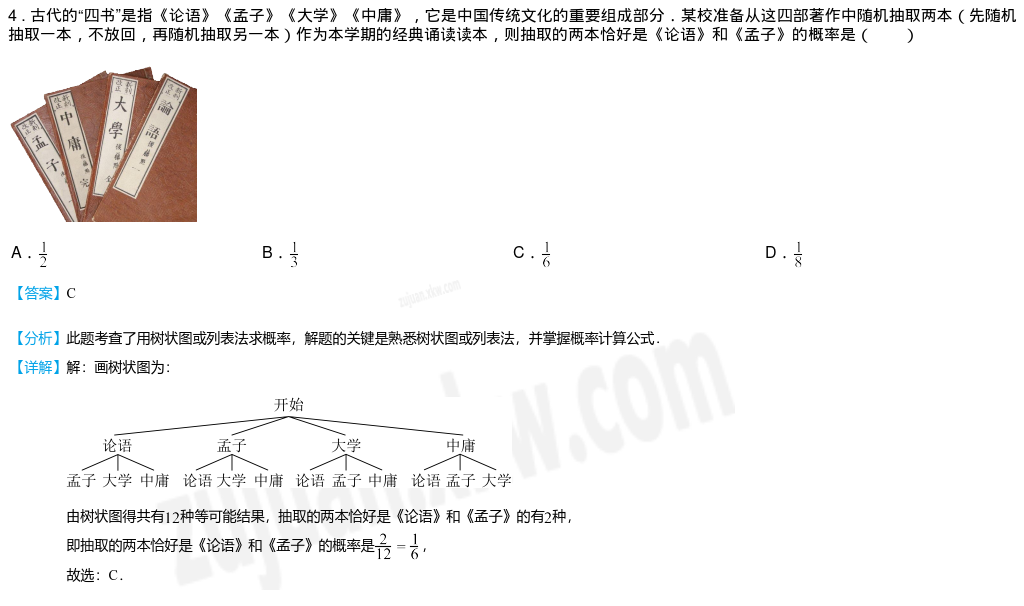 4．古代的“四书”是指《论语》《孟子》《大学》《中庸》，它是中国传统文化的重要组成部分．某校准备从这四部著作中随机抽取两本（先随机
抽取一本，不放回，再随机抽取另一本）作为本学期的经典诵读读本，则抽取的两本恰好是《论语》和《孟子》的概率是（　　）
孟子
中庸
大學
論語
A．1/2 B．1/3 C．1/6 D．1/8
【答案】C
zujuan.xkw.com
【分析】此题考查了用树状图或列表法求概率，解题的关键是熟悉树状图或列表法，并掌握概率计算公式．
【详解】解：画树状图为：
开始
论语 孟子 大学 中庸
孟子 大学 中庸 论语 大学 中庸 论语 孟子 中庸 论语 孟子 大学
由树状图得共有12种等可能结果，抽取的两本恰好是《论语》和《孟子》的有2种，
即抽取的两本恰好是《论语》和《孟子》的概率是2/12 =1/6，
故选：C．
zujuan.xkw.com